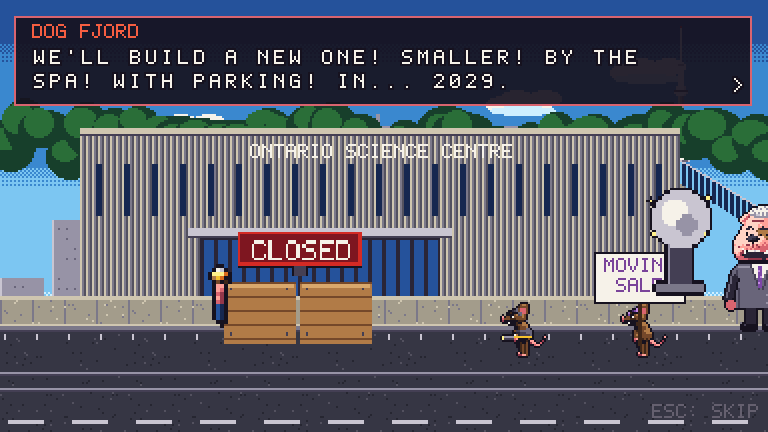 DOG FJORD
WE'LL BUILD A NEW ONE! SMALLER! BY THE
SPA! WITH PARKING! IN... 2029.
ONTARIO SCIENCE CENTRE
CLOSED
MOVIN
SAL
ESC: SKIP